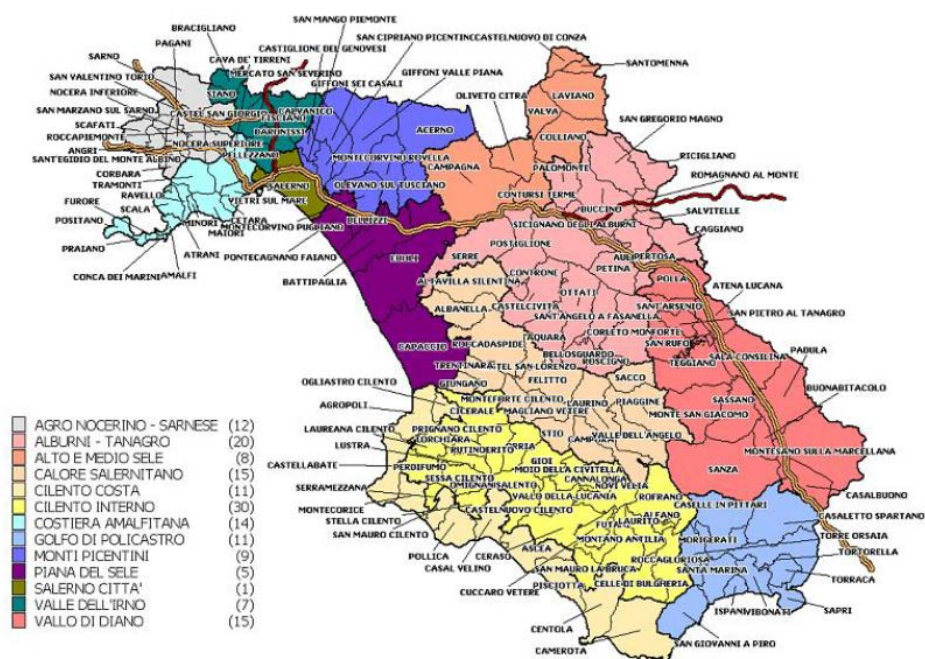 SAN MANGO PIEMONTE
BRACIGLIANO
SAN CIPRIANO PICENTINO
CASTELNUOVO DI CONZA
PAGANI
CAVA DE' TIRRENI
CASTIGLIONE DEL GENOVESI
SARNO
MERCATO SAN SEVERINO
GIFFONI VALLE PIANA
SANTOMENNA
SAN VALENTINO TORIO
SIANO
GIFFONI SEI CASALI
NOCERA INFERIORE
OLIVETO CITRA
LAVIANO
VALVA
SAN MARZANO SUL SARNO
CASTEL SAN GIORGIO
FISCIANO
CALVANICO
SAN GREGORIO MAGNO
SCAFATI
BARONISSI
ACERNO
COLLIANO
ROCCAPIEMONTE
NOCERA SUPERIORE
RICIGLIANO
ANGRI
PELLEZZANO
MONTECORVINO ROVELLA
CAMPAGNA
PALOMONTE
SANT'EGIDIO DEL MONTE ALBINO
ROMAGNANO AL MONTE
CORBARA
SALERNO
OLEVANO SUL TUSCIANO
TRAMONTI
CONTURSI TERME
BUCCINO
FURORE
RAVELLO
VIETRI SUL MARE
SALVITELLE
SCALA
CETARA
BELLIZZI
SICIGNANO DEGLI ALBURNI
POSITANO
MINORI
MONTECORVINO PUGLIANO
CAGGIANO
MAIORI
POSTIGLIONE
PRAIANO
ATRANI
PONTECAGNANO FAIANO
EBOLI
SERRE
AULETTA
PERTOSA
CONCA DEI MARINI
AMALFI
BATTIPAGLIA
CONTRONE
PETINA
POLLA
ALTAVILLA SILENTINA
OTTATI
ATENA LUCANA
ALBANELLA
CASTELCIVITA
SANT'ARSENIO
SANT'ANGELO A FASANELLA
SAN PIETRO AL TANAGRO
AQUARA
CORLETO MONFORTE
CAPACCIO
ROCCADASPIDE
SAN RUFO
BELLOSGUARDO
SALA CONSILINA
PADULA
TRENTINARA
CASTEL SAN LORENZO
ROSCIGNO
TEGGIANO
OGLIASTRO CILENTO
GIUNGANO
FELITTO
SACCO
BUONABITACOLO
AGROPOLI
MONTEFORTE CILENTO
LAURINO
PIAGGINE
SASSANO
CICERALE
MAGLIANO VETERE
MONTE SAN GIACOMO
LAUREANA CILENTO
PRIGNANO CILENTO
STIO
CAMPORA
VALLE DELL'ANGELO
LUSTRA
TORCHIARA
RUTINO
ORRIA
MONTESANO SULLA MARCELLANA
CASTELLABATE
PERDIFUMO
GIOI
SANZA
MOIO DELLA CIVITELLA
SERRAMEZZANA
SESSA CILENTO
CANNALONGA
CASALBUONO
OMIGNANO
SALENTO
NOVI VELIA
MONTECORICE
VALLO DELLA LUCANIA
ROFRANO
CASELLE IN PITTARI
CASALETTO SPARTANO
STELLA CILENTO
CASTELNUOVO CILENTO
ALFANO
SAN MAURO CILENTO
FUTANI
LAURITO
TORRE ORSAIA
MONTANO ANTILIA
MORIGERATI
POLLICA
CERASO
ASCEA
TORTORELLA
CASAL VELINO
ROCCAGLORIOSA
SAN MAURO LA BRUCA
SANTA MARINA
TORRACA
CUCCARO VETERE
PISCIOTTA
CELLE DI BULGHERIA
ISPANI
VIBONATI
SAPRI
CENTOLA
SAN GIOVANNI A PIRO
CAMEROTA
AGRO NOCERINO - SARNESE (12)
ALBURNI - TANAGRO (20)
ALTO E MEDIO SELE (8)
CALORE SALERNITANO (15)
CILENTO COSTA (11)
CILENTO INTERNO (30)
COSTIERA AMALFITANA (14)
GOLFO DI POLICASTRO (11)
MONTI PICENTINI (9)
PIANA DEL SELE (5)
SALERNO CITTA' (1)
VALLE DELL'IRNO (7)
VALLO DI DIANO (15)